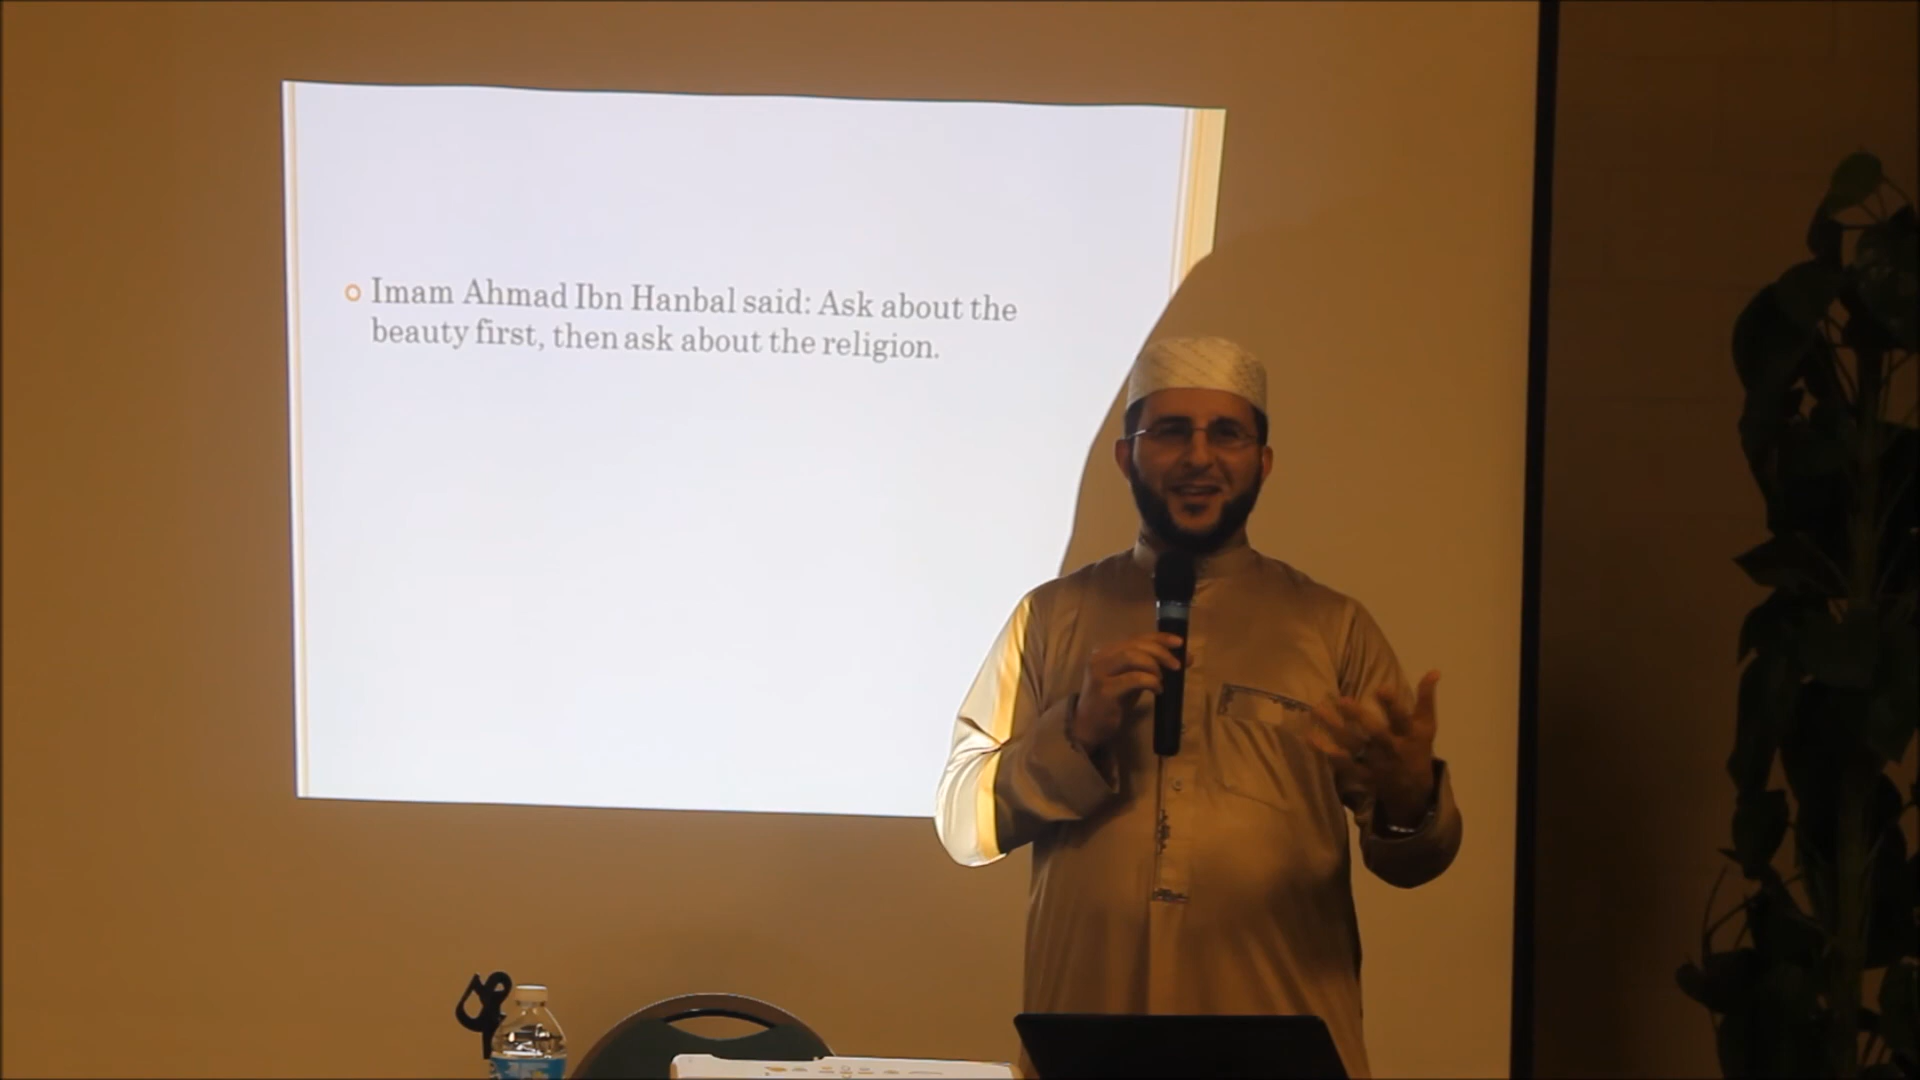 Imam Ahmad Ibn Hanbal said: Ask about the
beauty first, then ask about the religion.